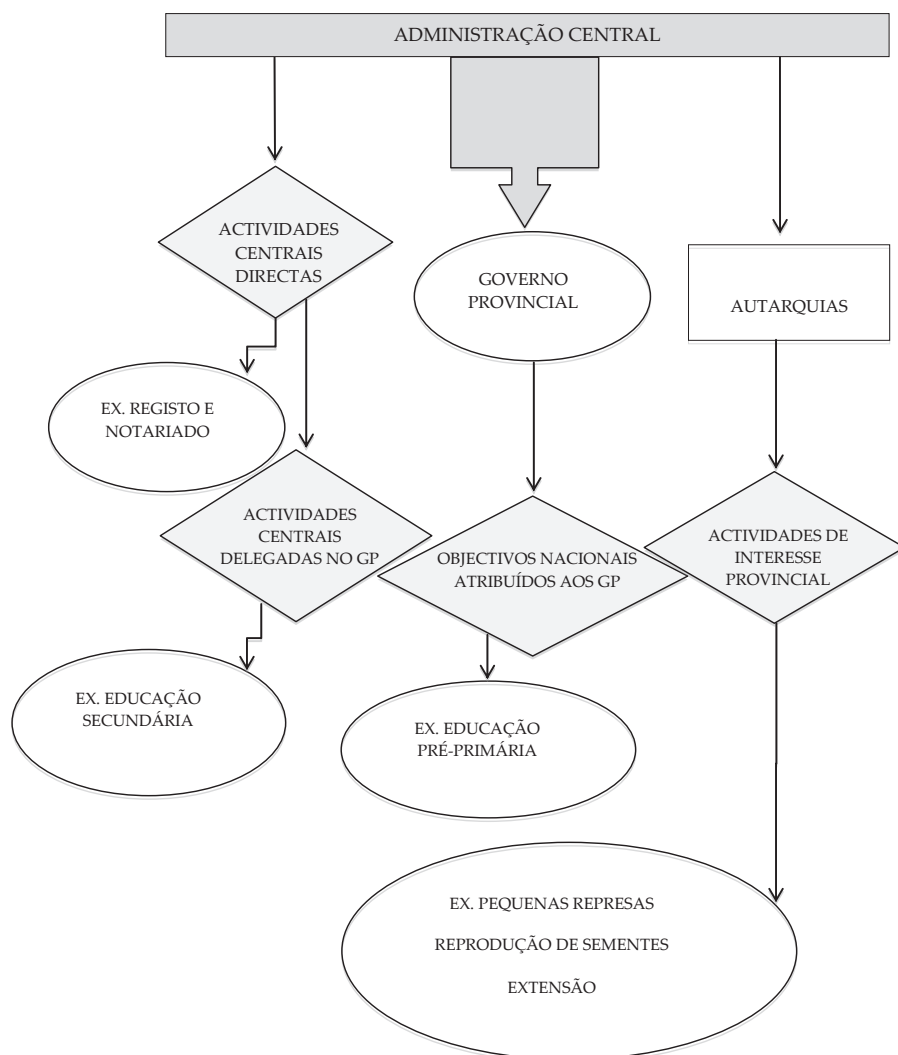 ADMINISTRAÇÃO CENTRAL
ACTIVIDADES
CENTRAIS
DIRECTAS
GOVERNO
PROVINCIAL
AUTARQUIAS
EX. REGISTO E
NOTARIADO
ACTIVIDADES
CENTRAIS
DELEGADAS NO GP
OBJECTIVOS NACIONAIS
ATRIBUÍDOS AOS GP
ACTIVIDADES DE
INTERESSE
PROVINCIAL
EX. EDUCAÇÃO
SECUNDÁRIA
EX. EDUCAÇÃO
PRÉ-PRIMÁRIA
EX. PEQUENAS REPRESAS
REPRODUÇÃO DE SEMENTES
EXTENSÃO